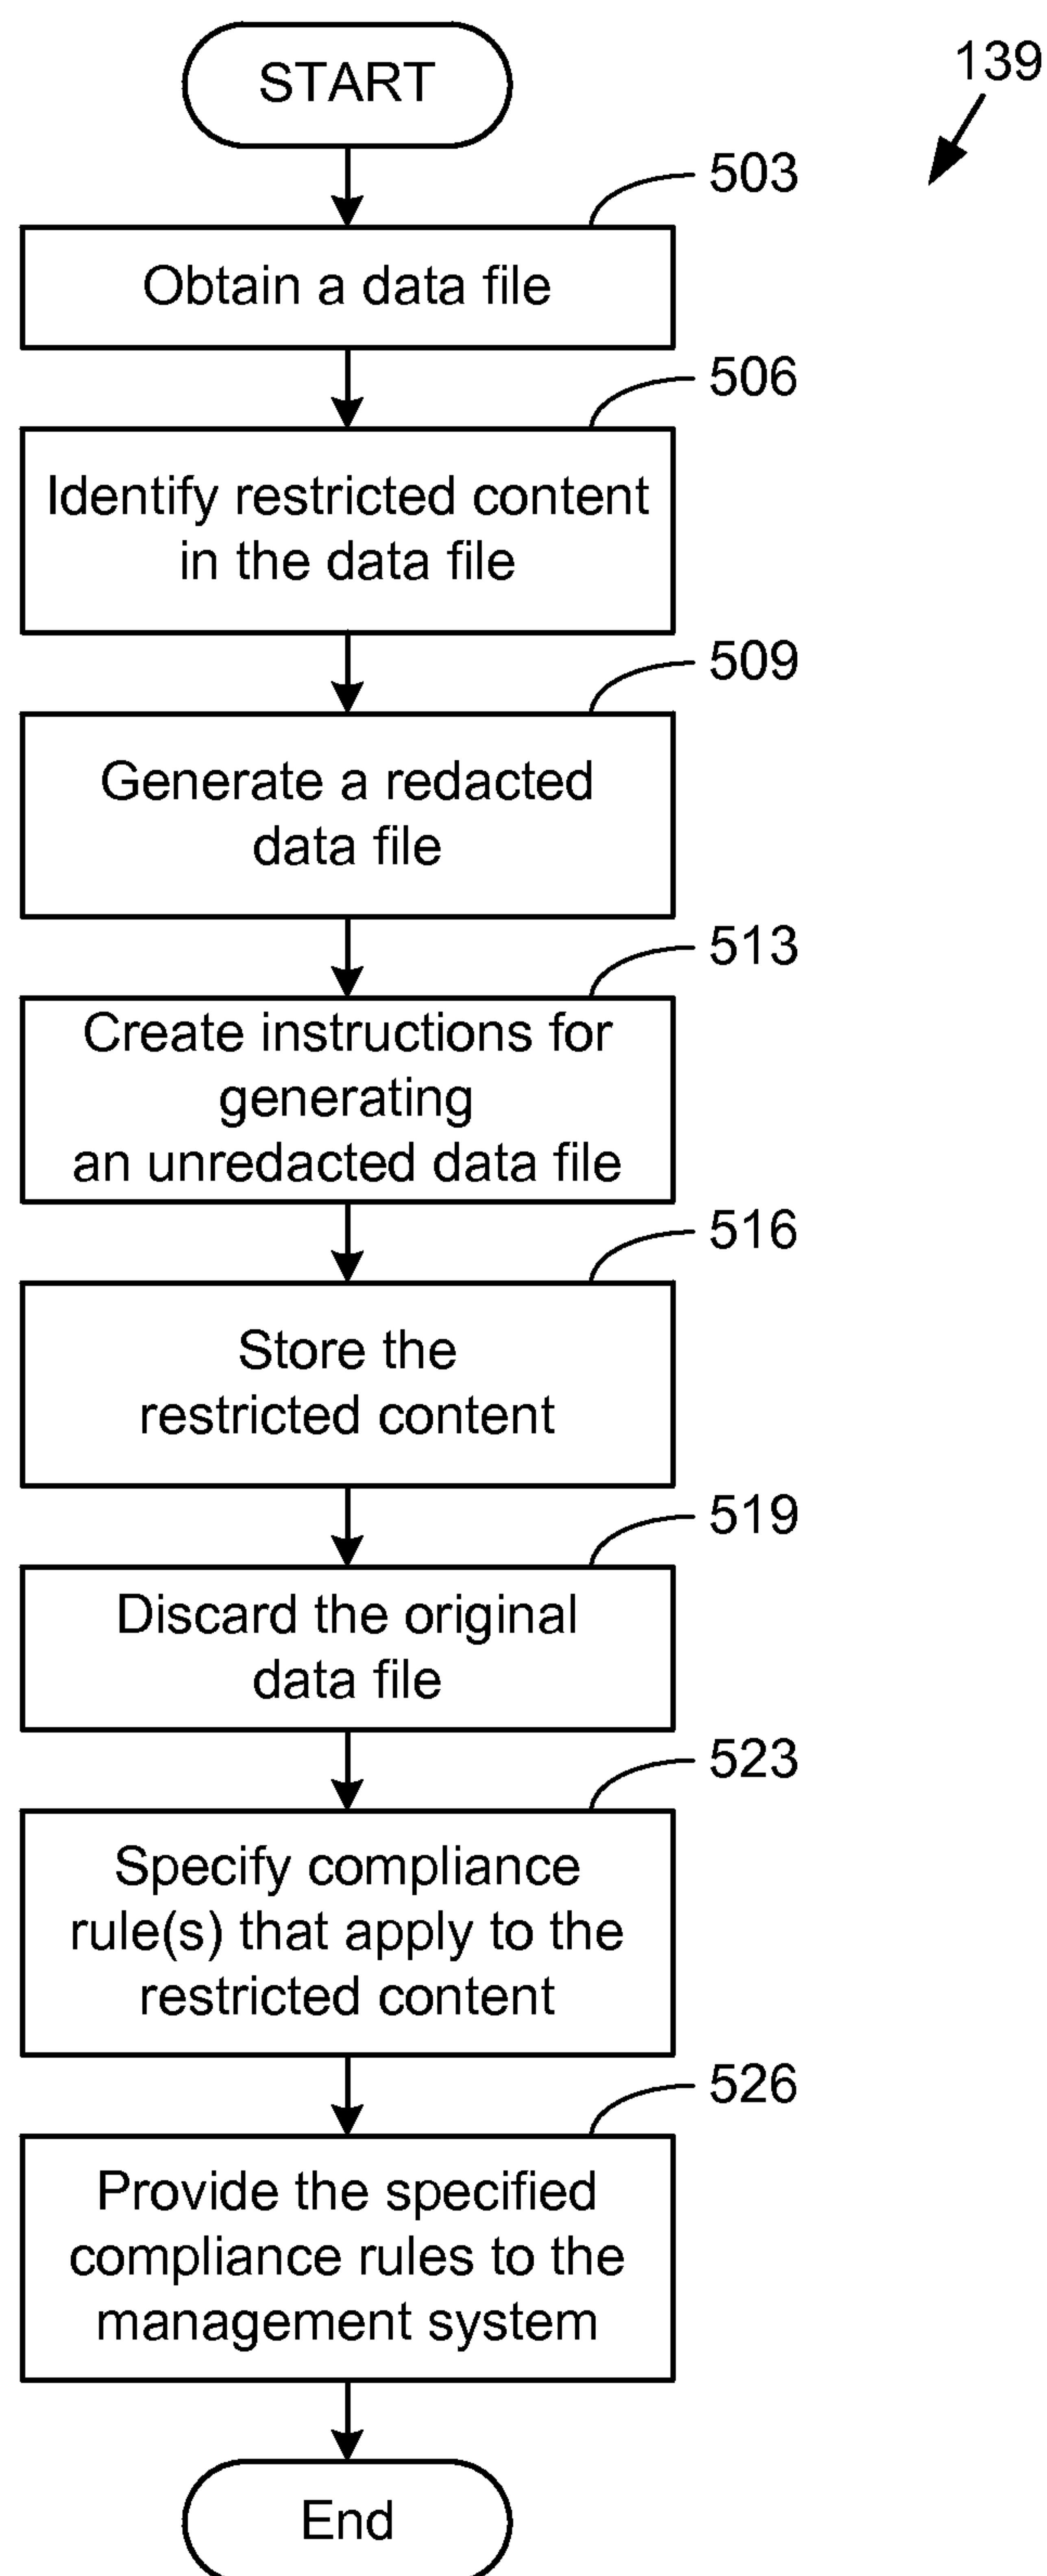 START
139
503
Obtain a data file
506
Identify restricted content
in the data file
509
Generate a redacted
data file
513
Create instructions for
generating
an unredacted data file
516
Store the
restricted content
519
Discard the original
data file
523
Specify compliance
rule(s) that apply to the
restricted content
526
Provide the specified
compliance rules to the
management system
End